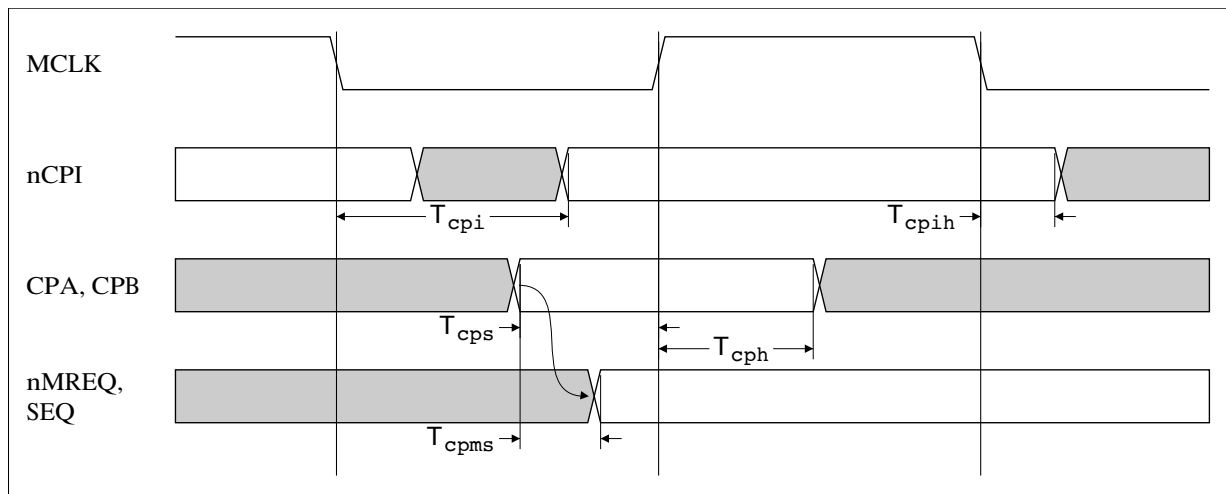 MCLK
nCPI
Tcpi
Tcpih
CPA, CPB
Tcps
Tcph
nMREQ,
SEQ
Tcpms